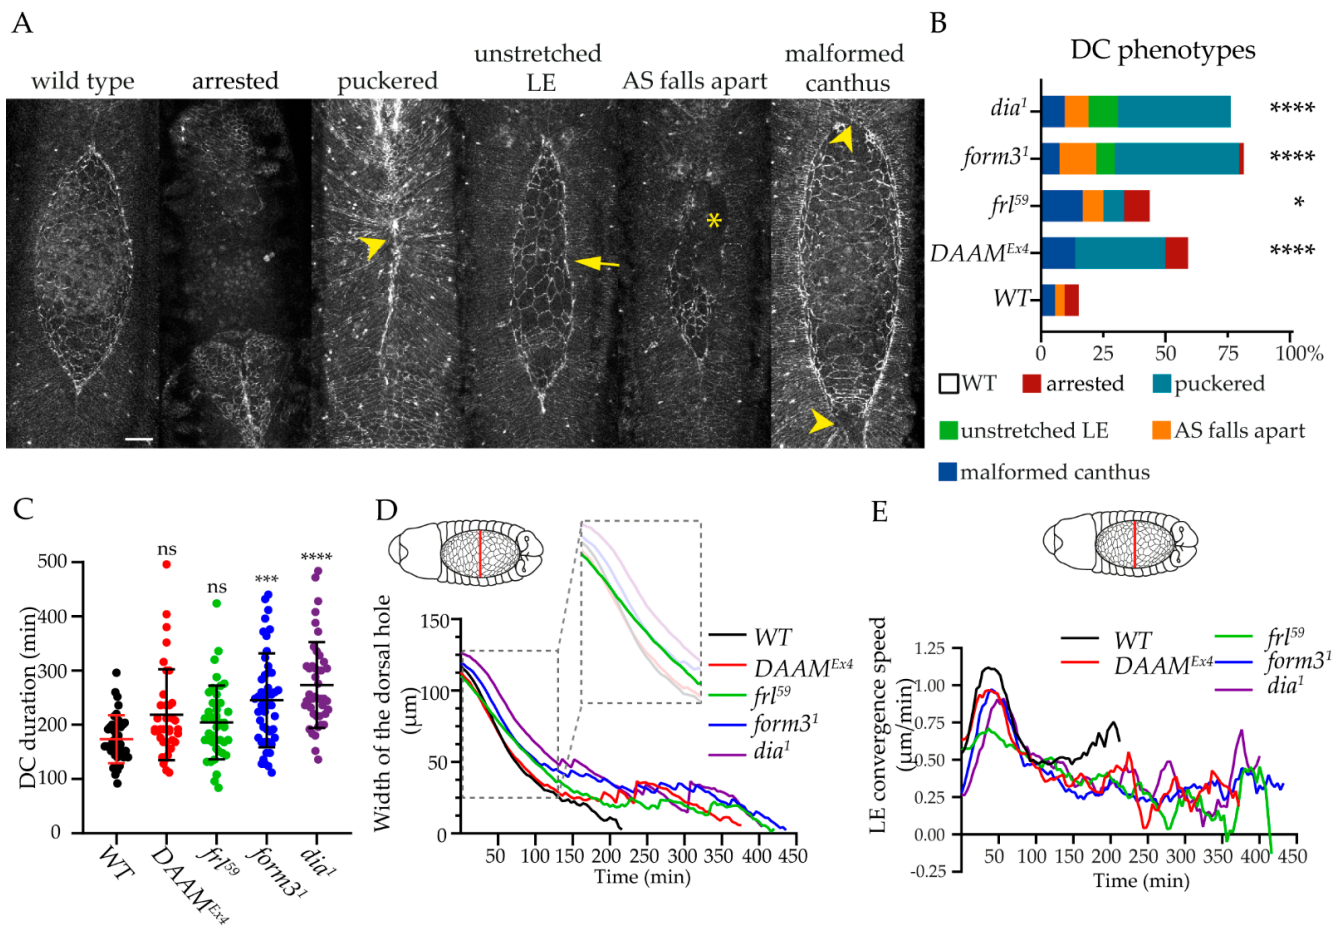 A
wild type
arrested
puckered
unstretched
LE
AS falls apart
malformed
canthus
*
B
DC phenotypes
dia¹ ****
form3¹ ****
frl⁵⁹ *
DAAMᴱˣ⁴ ****
WT
0 25 50 75 100%
WT arrested puckered
unstretched LE AS falls apart
malformed canthus
C
DC duration (min)
500
400
300
200
100
0
ns
ns
***
****
WT
DAAMᴱˣ⁴
frl⁵⁹
form3¹
dia¹
D
Width of the dorsal hole
(µm)
150
100
50
0
50 100 150 200 250 300 350 400 450
Time (min)
WT
DAAMᴱˣ⁴
frl⁵⁹
form3¹
dia¹
E
LE convergence speed
(µm/min)
1.25
1.00
0.75
0.50
0.25
0.00
-0.25
50 100 150 200 250 300 350 400 450
Time (min)
WT
DAAMᴱˣ⁴
frl⁵⁹
form3¹
dia¹